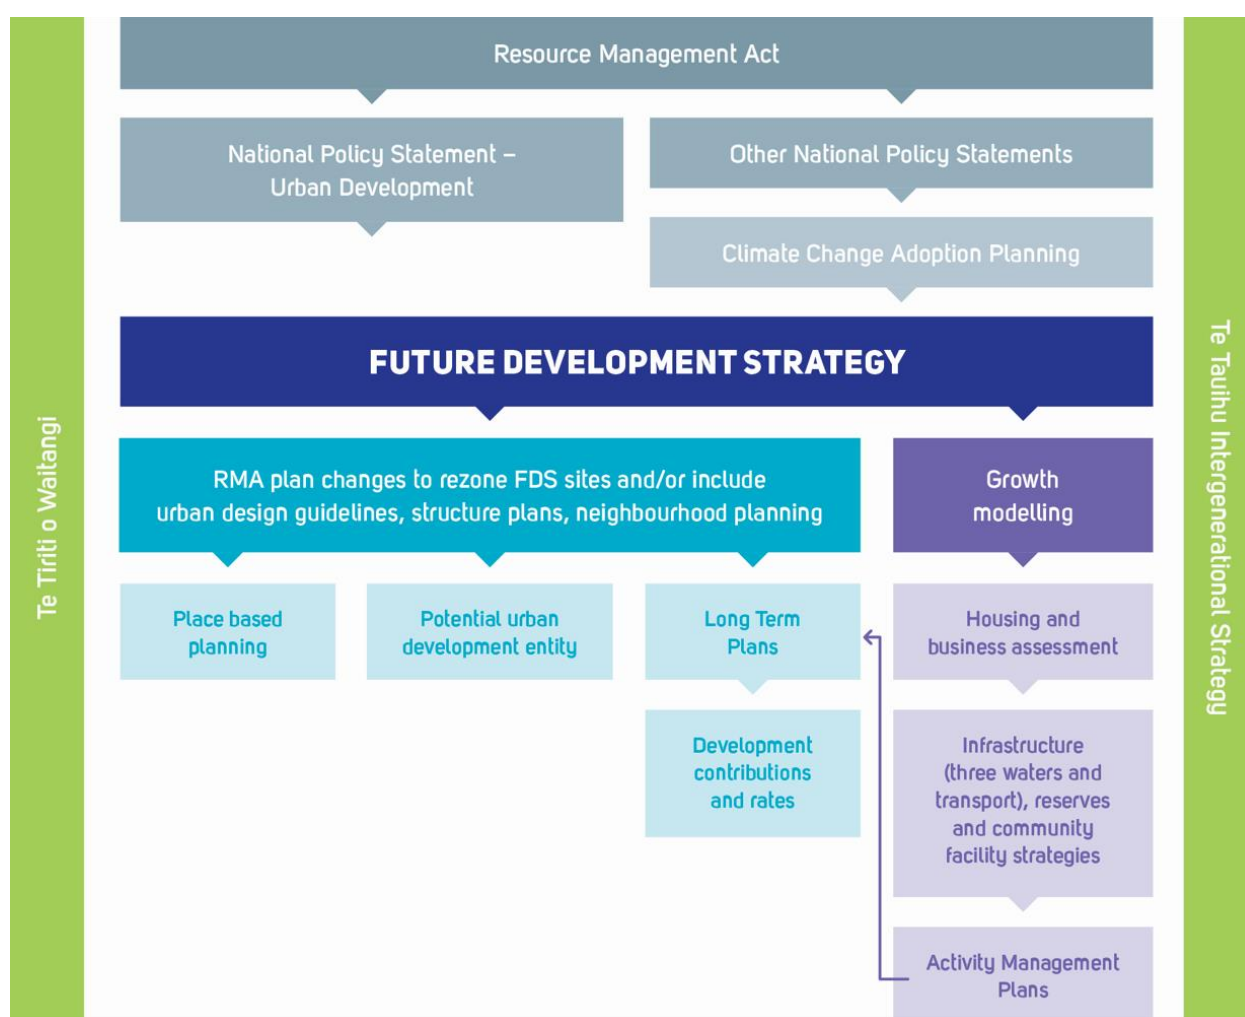 Resource Management Act
National Policy Statement –
Urban Development
Other National Policy Statements
Climate Change Adoption Planning
FUTURE DEVELOPMENT STRATEGY
RMA plan changes to rezone FDS sites and/or include
urban design guidelines, structure plans, neighbourhood planning
Growth
modelling
Place based
planning
Potential urban
development entity
Long Term
Plans
Housing and
business assessment
Development
contributions
and rates
Infrastructure
(three waters and
transport), reserves
and community
facility strategies
Activity Management
Plans
Te Tiriti o Waitangi
Te Tauihu Intergenerational Strategy